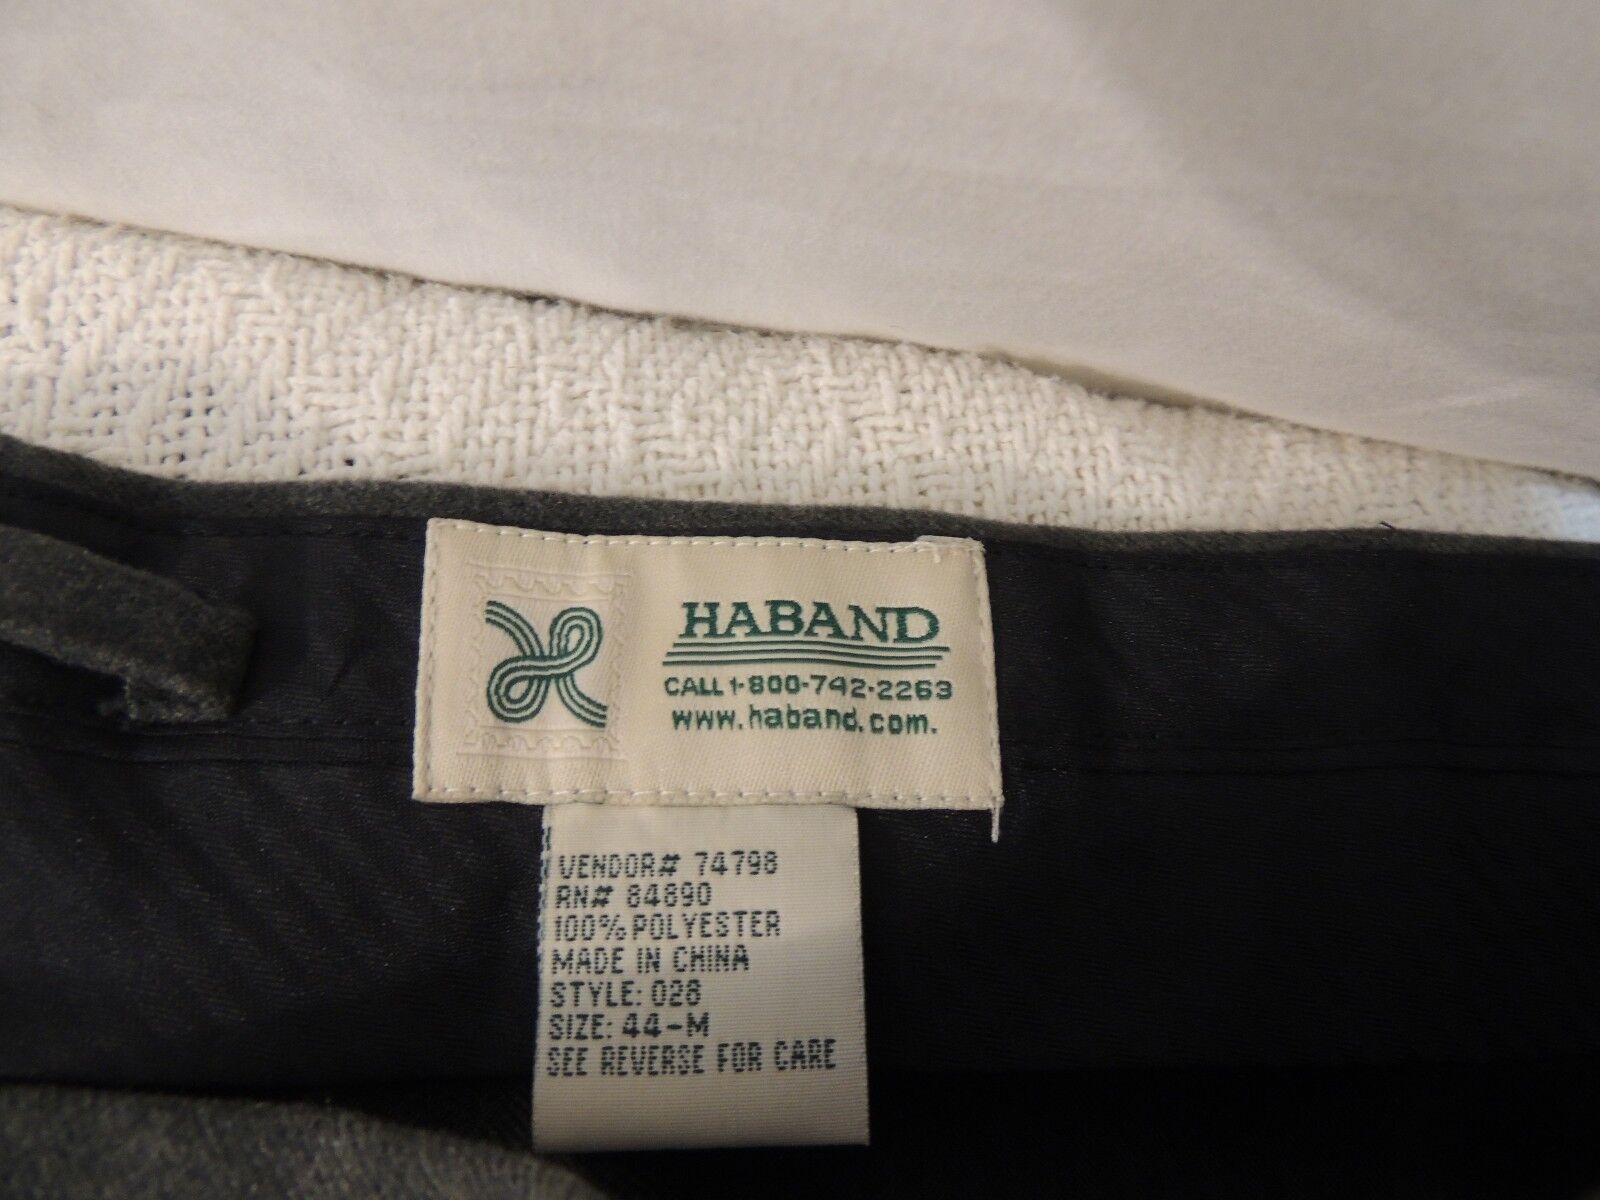 HABAND
CALL 1-800-742-2263
www.haband.com.
VENDOR# 74798
RN# 84890
100% POLYESTER
MADE IN CHINA
STYLE: 028
SIZE: 44-M
SEE REVERSE FOR CARE